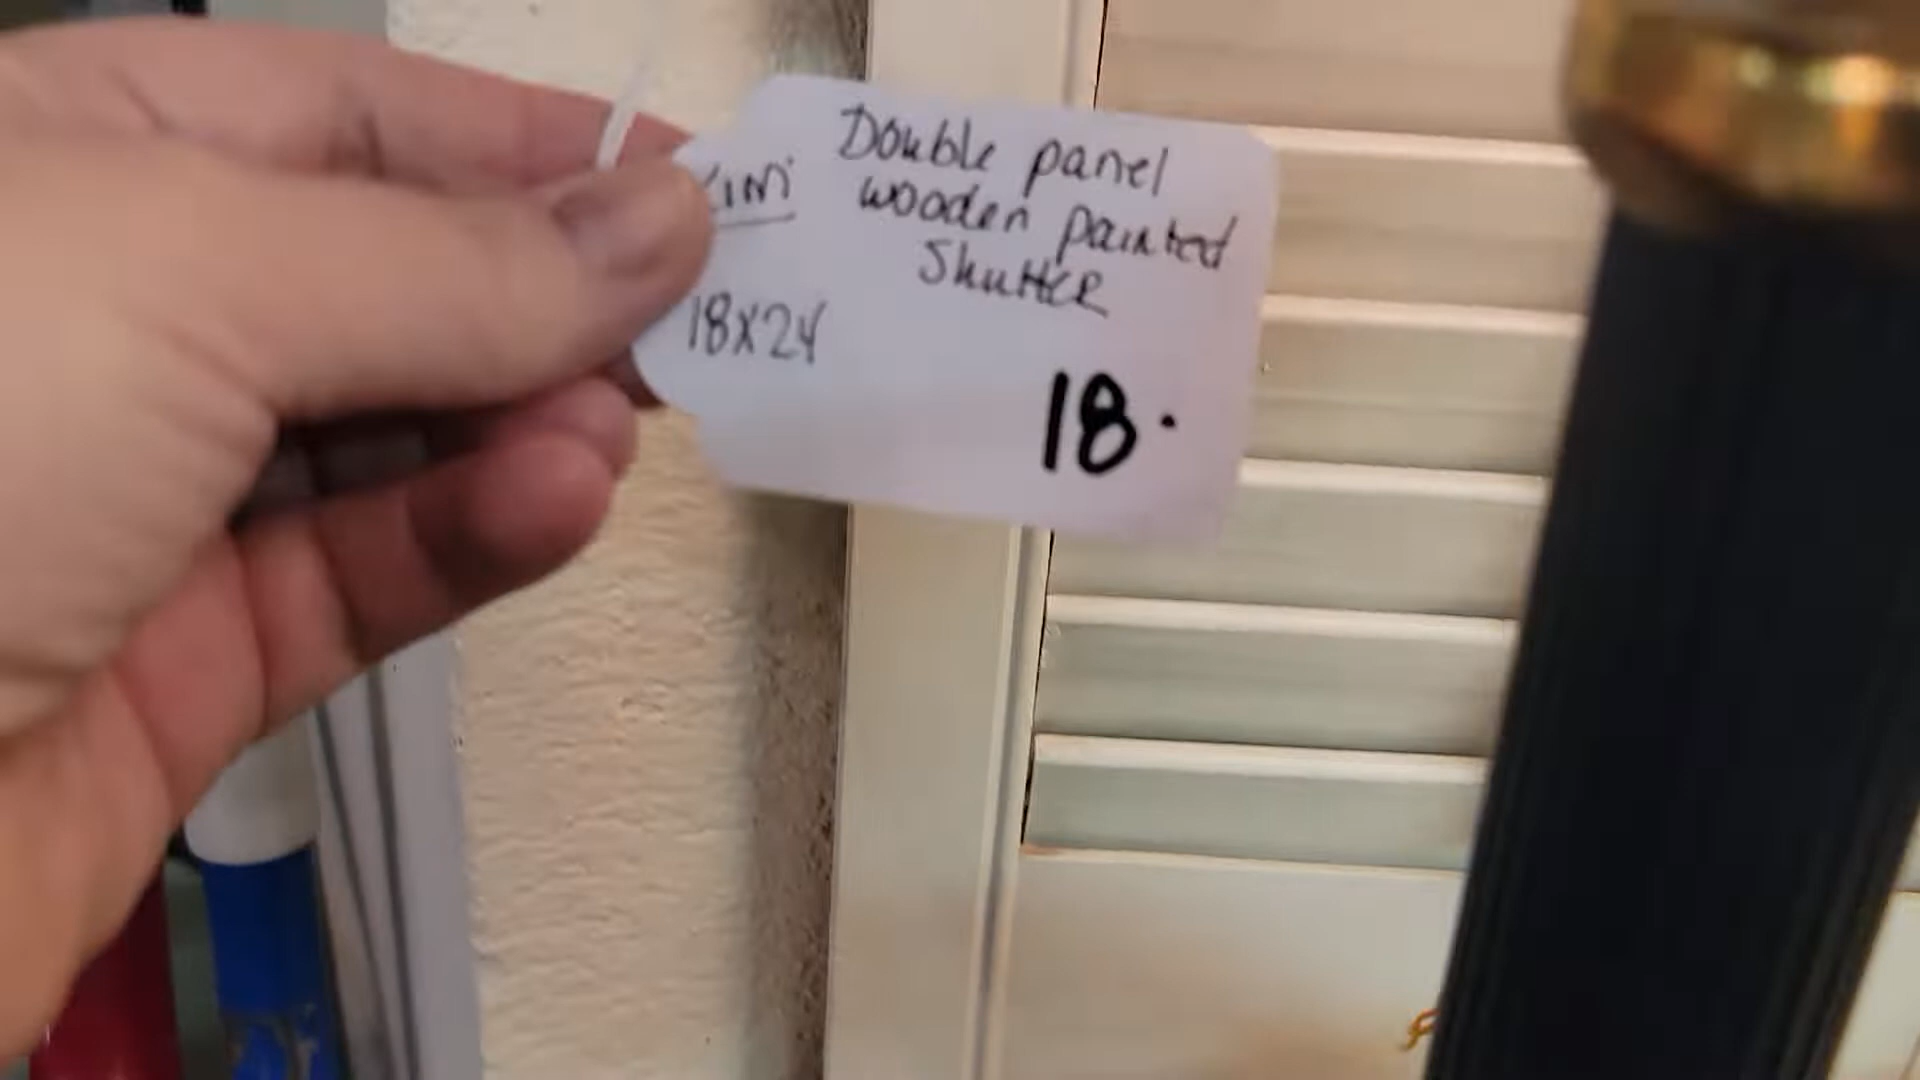 Double panel
wooden painted
ShutteR
18x24
18.